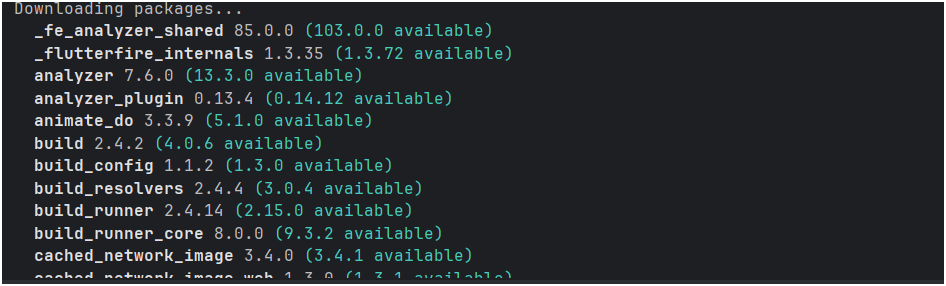 Downloading packages...
_fe_analyzer_shared 85.0.0 (103.0.0 available)
_flutterfire_internals 1.3.35 (1.3.72 available)
analyzer 7.6.0 (13.3.0 available)
analyzer_plugin 0.13.4 (0.14.12 available)
animate_do 3.3.9 (5.1.0 available)
build 2.4.2 (4.0.6 available)
build_config 1.1.2 (1.3.0 available)
build_resolvers 2.4.4 (3.0.4 available)
build_runner 2.4.14 (2.15.0 available)
build_runner_core 8.0.0 (9.3.2 available)
cached_network_image 3.4.0 (3.4.1 available)
cached_network_image_web 1.3.0 (1.3.1 available)